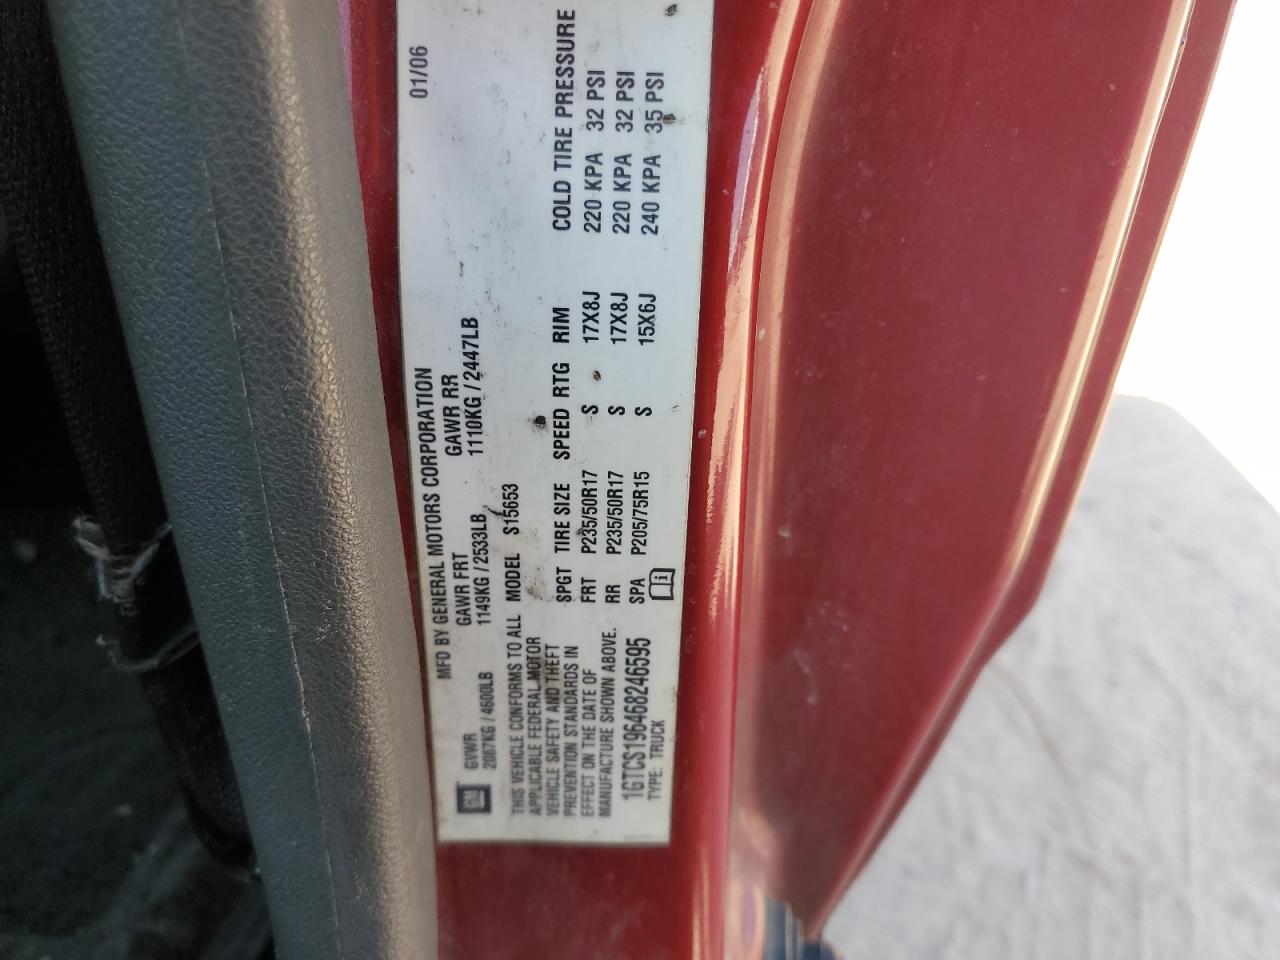 MFD BY GENERAL MOTORS CORPORATION 01/06
GVWR GAWR FRT GAWR RR
2087KG / 4600LB 1149KG / 2533LB 1110KG / 2447LB
THIS VEHICLE CONFORMS TO ALL
APPLICABLE FEDERAL MOTOR
VEHICLE SAFETY AND THEFT
PREVENTION STANDARDS IN
EFFECT ON THE DATE OF
MANUFACTURE SHOWN ABOVE.
MODEL S15653
SPGT TIRE SIZE SPEED RTG RIM COLD TIRE PRESSURE
FRT P235/50R17 S 17X8J 220 KPA 32 PSI
RR P235/50R17 S 17X8J 220 KPA 32 PSI
SPA P205/75R15 S 15X6J 240 KPA 35 PSI
1GTCS196468246595
TYPE: TRUCK
GM